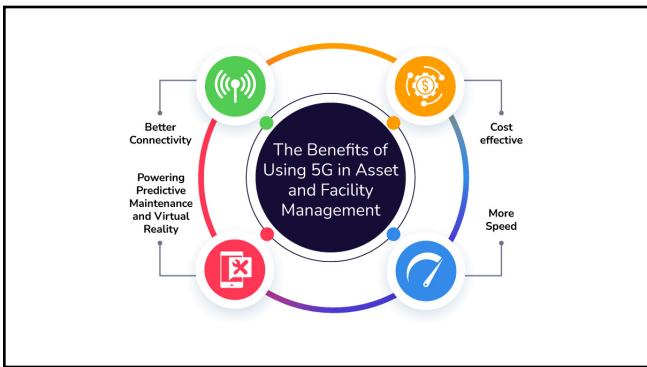 The Benefits of
Using 5G in Asset
and Facility
Management
Better
Connectivity
Cost
effective
Powering
Predictive
Maintenance
and Virtual
Reality
More
Speed